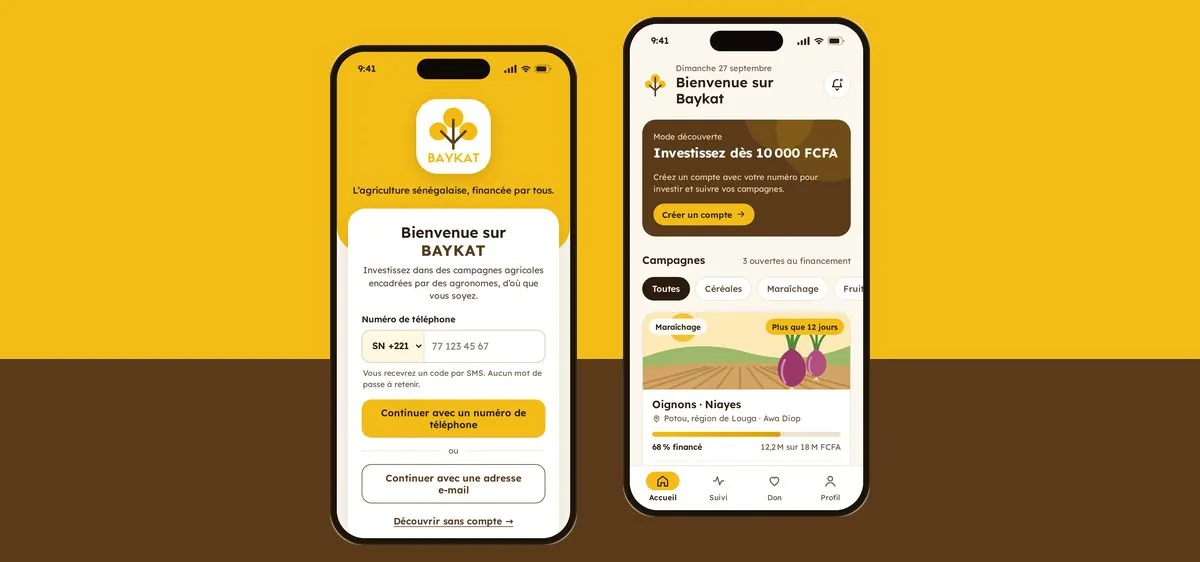 9:41
BAYKAT
L'agriculture sénégalaise, financée par tous.
Bienvenue sur
BAYKAT
Investissez dans des campagnes agricoles
encadrées par des agronomes, d'où que
vous soyez.
Numéro de téléphone
SN +221
77 123 45 67
Vous recevrez un code par SMS. Aucun mot de
passe à retenir.
Continuer avec un numéro de
téléphone
ou
Continuer avec une adresse
e-mail
Découvrir sans compte →
9:41
Dimanche 27 septembre
Bienvenue sur
Baykat
Mode découverte
Investissez dès 10 000 FCFA
Créez un compte avec votre numéro pour
investir et suivre vos campagnes.
Créer un compte →
Campagnes
3 ouvertes au financement
Toutes
Céréales
Maraîchage
Fruit
Maraîchage
Plus que 12 jours
Oignons · Niayes
Potou, région de Louga · Awa Diop
68 % financé
12,2 M sur 18 M FCFA
Accueil
Suivi
Don
Profil